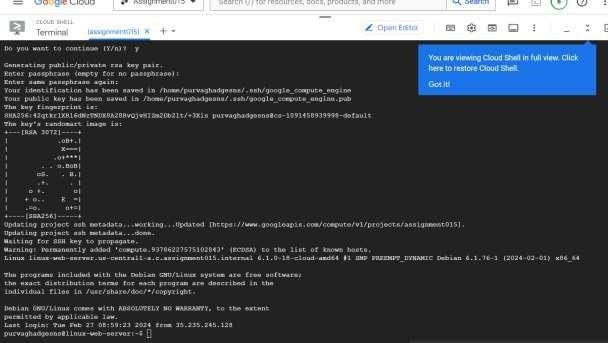 Google Cloud
Assignment015
Search (/) for resources, docs, products, and more
Search
CLOUD SHELL
Terminal
(assignment015)
Open Editor
Do you want to continue (Y/n)? y
You are viewing Cloud Shell in full view. Click
here to restore Cloud Shell.
Got it!
Generating public/private rsa key pair.
Enter passphrase (empty for no passphrase):
Enter same passphrase again:
Your identification has been saved in /home/purvaghadgesns/.ssh/google_compute_engine
Your public key has been saved in /home/purvaghadgesns/.ssh/google_compute_engine.pub
The key fingerprint is:
purvaghadgesns@cs-1091458939998-default
The key's randomart image is:
+---[RSA 3072]----+
| .oB+.|
| X===|
| .o+***|
| . . o.BoB|
| oS. . B.|
| .+. . |
| o +. o|
| + o.. E =|
| .=o. o+=|
+----[SHA256]-----+
Updating project ssh metadata...working...Updated [https://www.googleapis.com/compute/v1/projects/assignment015].
Updating project ssh metadata...done.
Waiting for SSH key to propagate.
Warning: Permanently added 'compute.93786227575102843' (ECDSA) to the list of known hosts.
Linux linux-web-server.us-central1-a.c.assignment015.internal 6.1.0-18-cloud-amd64 #1 SMP PREEMPT_DYNAMIC Debian 6.1.76-1 (2024-02-01) x86_64
The programs included with the Debian GNU/Linux system are free software;
the exact distribution terms for each program are described in the
individual files in /usr/share/doc/*/copyright.
Debian GNU/Linux comes with ABSOLUTELY NO WARRANTY, to the extent
permitted by applicable law.
Last login: Tue Feb 27 08:59:23 2024 from 35.235.245.128
purvaghadgesns@linux-web-server:~$